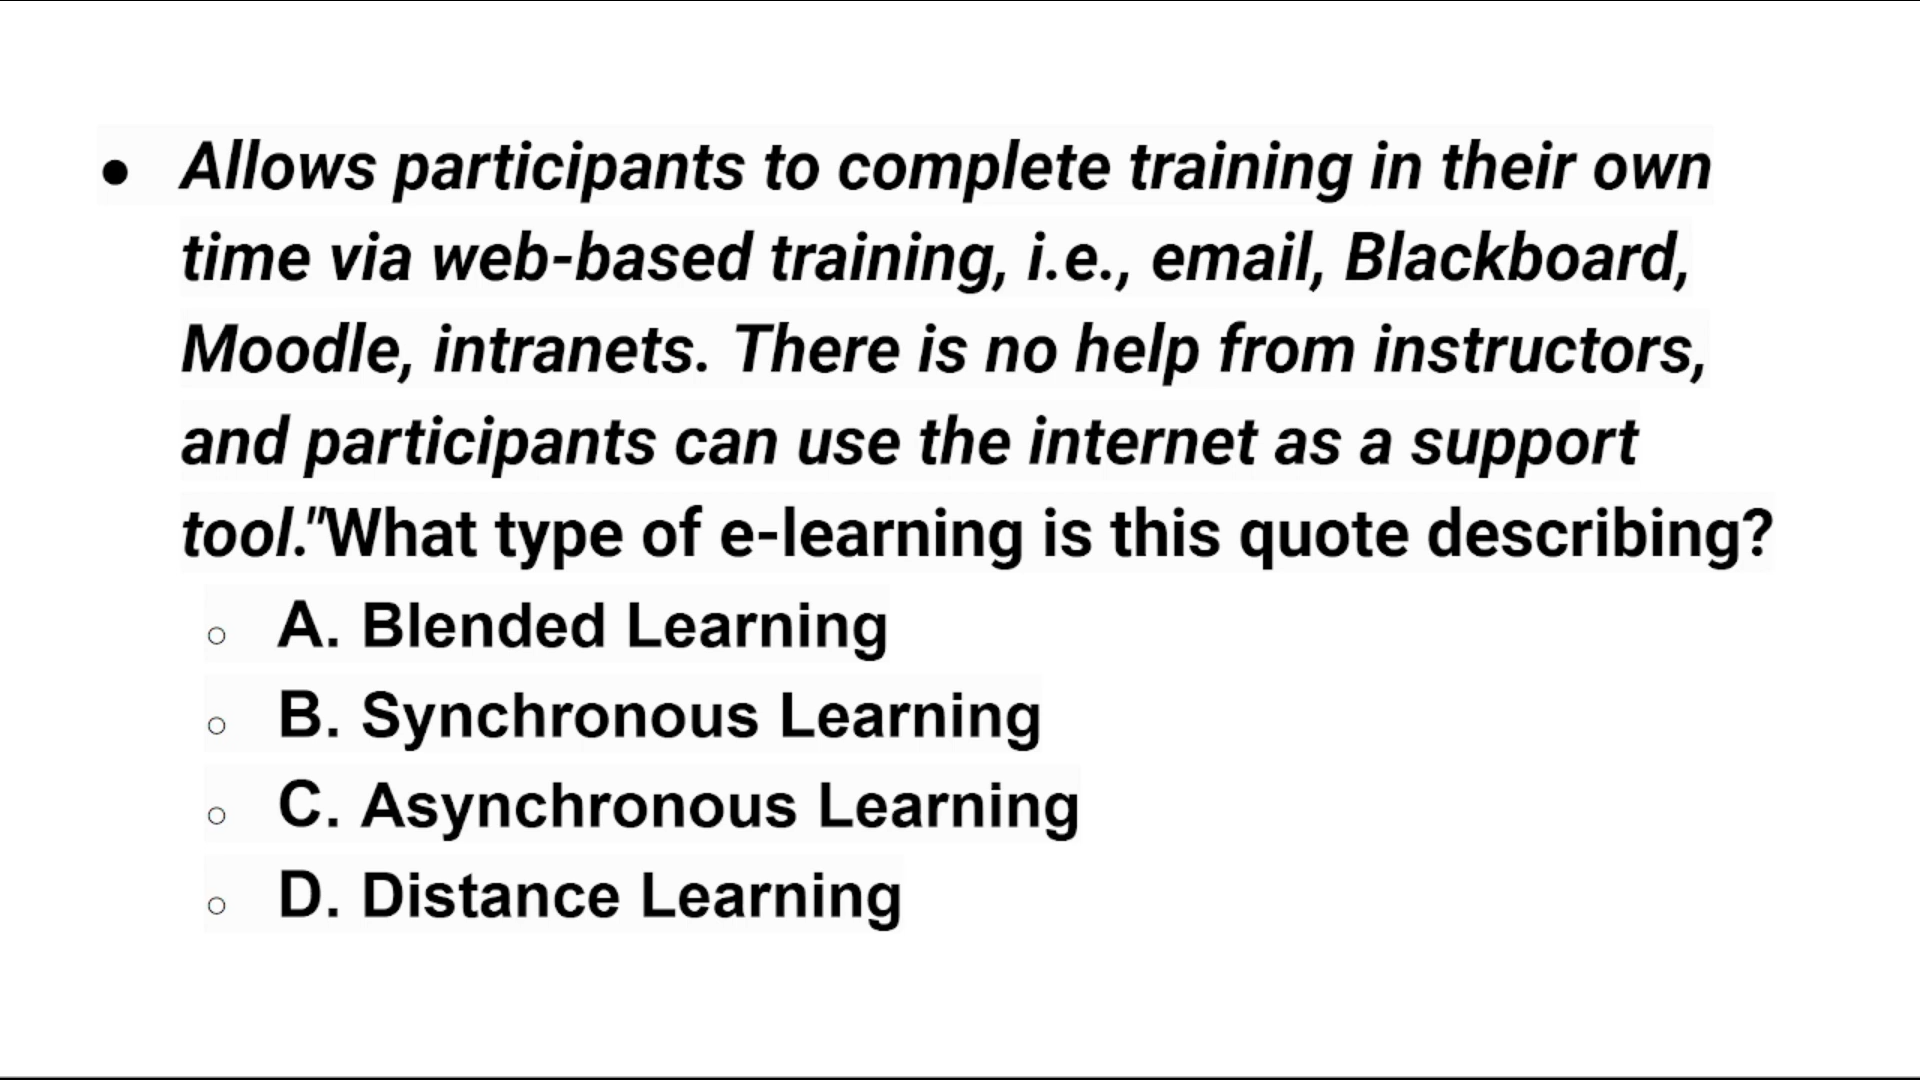 ● Allows participants to complete training in their own
time via web-based training, i.e., email, Blackboard,
Moodle, intranets. There is no help from instructors,
and participants can use the internet as a support
tool."What type of e-learning is this quote describing?
○ A. Blended Learning
○ B. Synchronous Learning
○ C. Asynchronous Learning
○ D. Distance Learning